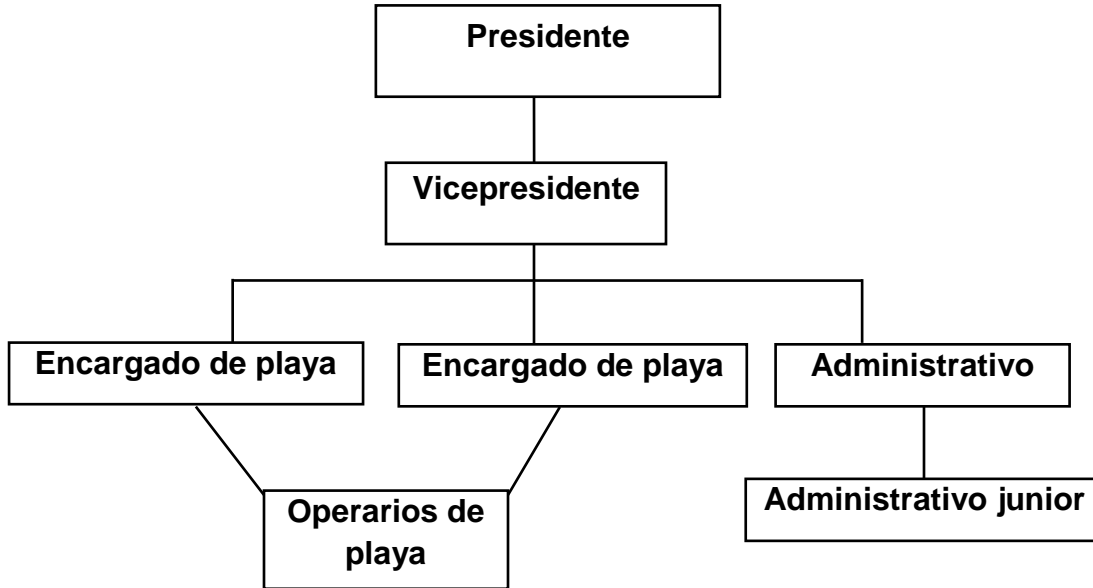 Presidente
Vicepresidente
Encargado de playa
Encargado de playa
Administrativo
Operarios de
playa
Administrativo junior